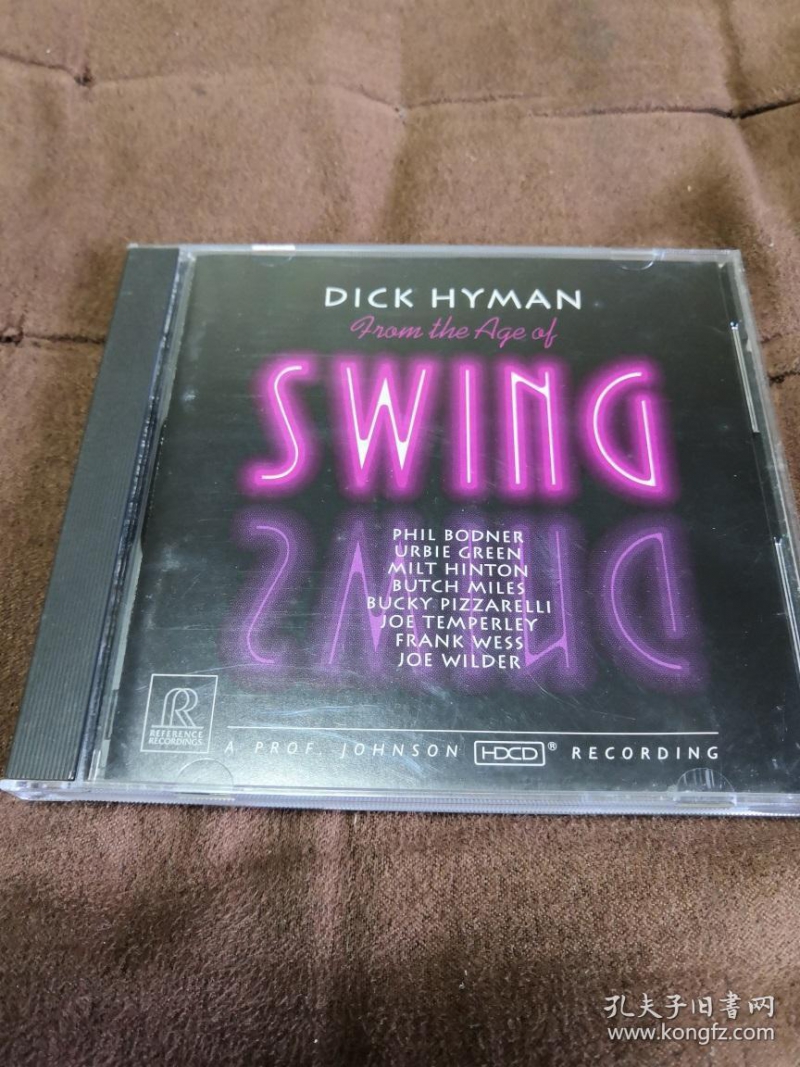 DICK HYMAN
From the Age of
SWING
SWING
PHIL BODNER
URBIE GREEN
MILT HINTON
BUTCH MILES
BUCKY PIZZARELLI
JOE TEMPERLEY
FRANK WESS
JOE WILDER
R
REFERENCE
RECORDINGS
A PROF. JOHNSON HDCD® RECORDING
孔夫子旧書网
www.kongfz.com